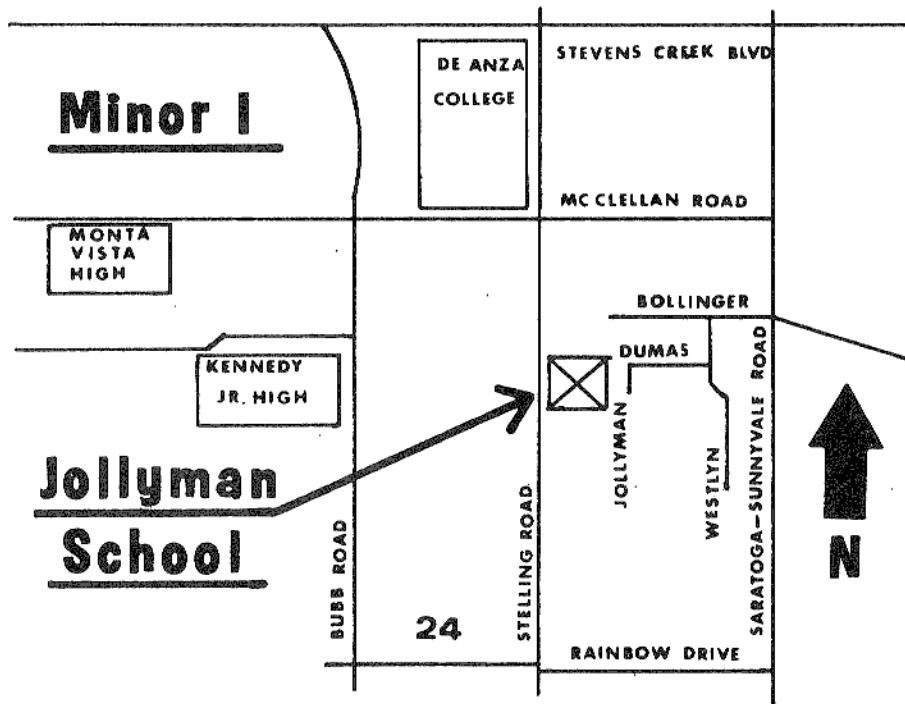 DE ANZA
COLLEGE
STEVENS CREEK BLVD
Minor I
MC CLELLAN ROAD
MONTA
VISTA
HIGH
BOLLINGER
DUMAS
KENNEDY
JR. HIGH
JOLLYMAN
WESTLYN
SARATOGA-SUNNYVALE ROAD
Jollyman
School
BUBB ROAD
STELLING ROAD
24
N
RAINBOW DRIVE